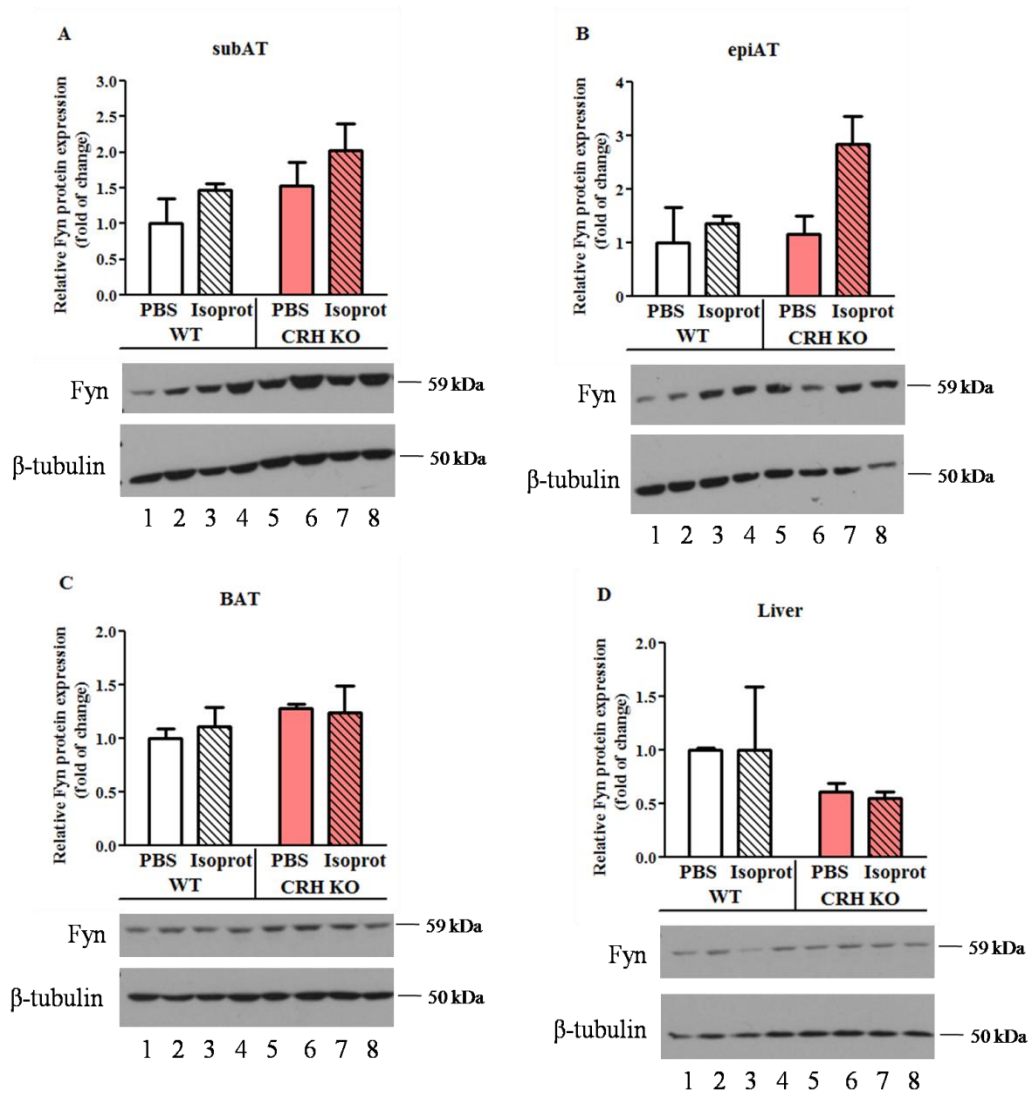 A
subAT
Relative Fyn protein expression
(fold of change)
3.0
2.5
2.0
1.5
1.0
0.5
0.0
PBS Isoprot PBS Isoprot
WT CRH KO
Fyn 59 kDa
β-tubulin 50 kDa
1 2 3 4 5 6 7 8
B
epiAT
Relative Fyn protein expression
(fold of change)
4
3
2
1
0
PBS Isoprot PBS Isoprot
WT CRH KO
Fyn 59 kDa
β-tubulin 50 kDa
1 2 3 4 5 6 7 8
C
BAT
Relative Fyn protein expression
(fold of change)
2.0
1.5
1.0
0.5
0.0
PBS Isoprot PBS Isoprot
WT CRH KO
Fyn 59 kDa
β-tubulin 50 kDa
1 2 3 4 5 6 7 8
D
Liver
Relative Fyn protein expression
(fold of change)
2.0
1.5
1.0
0.5
0.0
PBS Isoprot PBS Isoprot
WT CRH KO
Fyn 59 kDa
β-tubulin 50 kDa
1 2 3 4 5 6 7 8